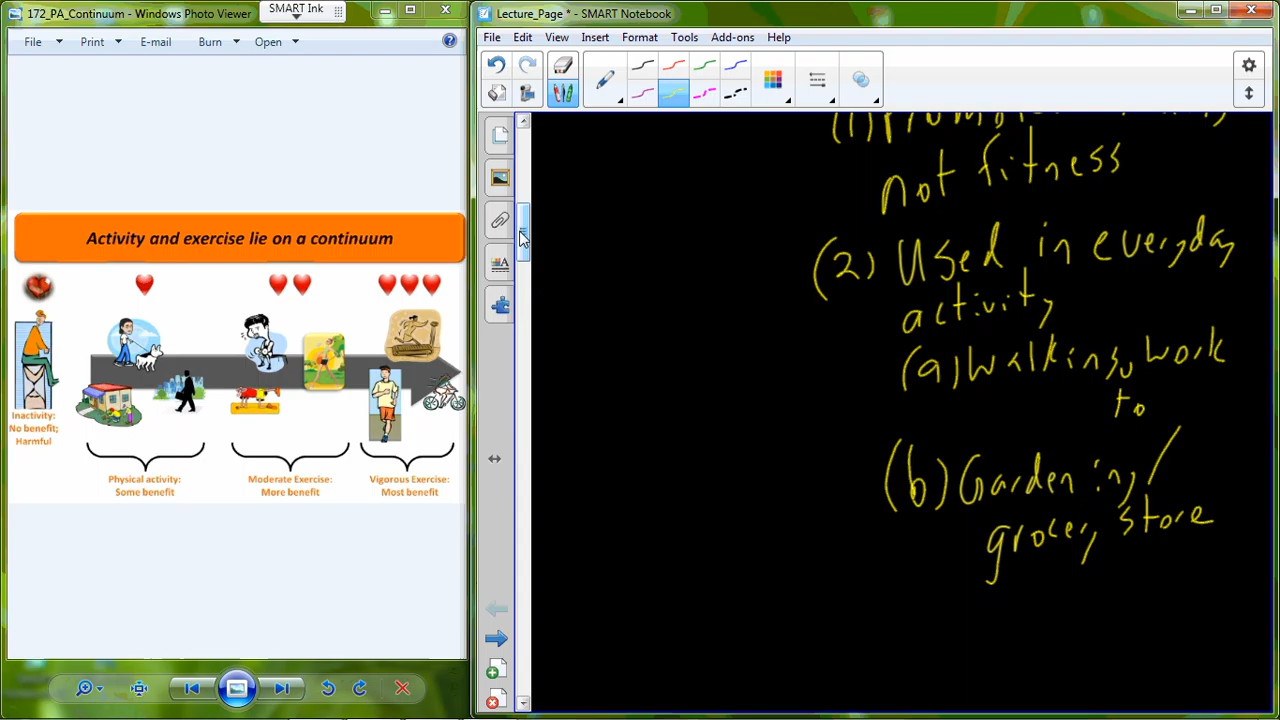 172_PA_Continuum - Windows Photo Viewer
SMART Ink
File Print E-mail Burn Open
Activity and exercise lie on a continuum
Inactivity:
No benefit;
Harmful
Physical activity:
Some benefit
Moderate Exercise:
More benefit
Vigorous Exercise:
Most benefit
Lecture_Page * - SMART Notebook
File Edit View Insert Format Tools Add-ons Help
(1)
not fitness
(2) Used in everyday
activity
(a) Walking, work
to
(b) Gardening/
grocery store